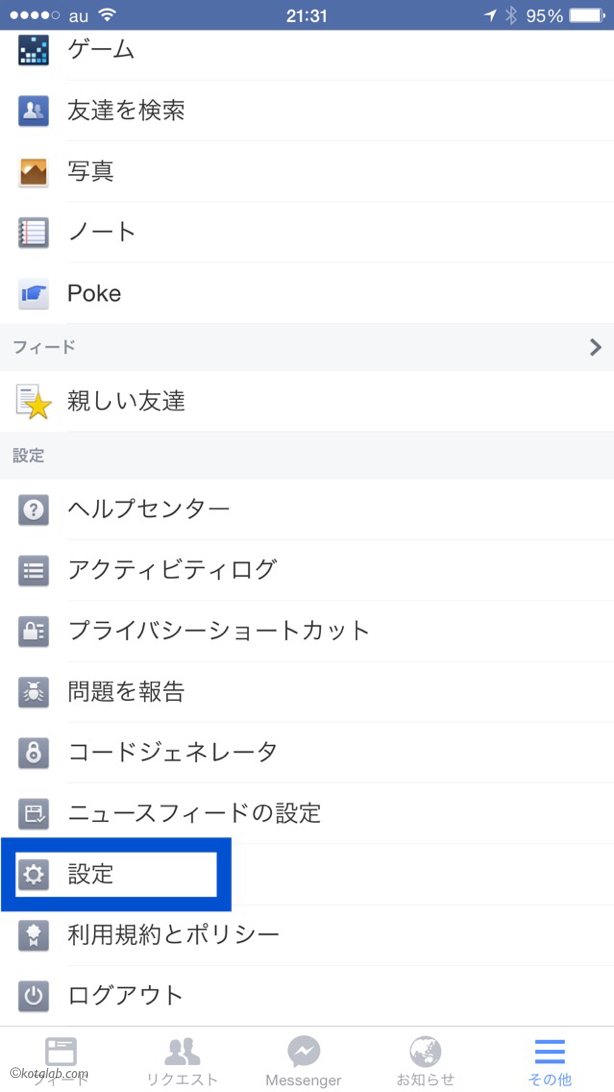 au 21:31 95%
ゲーム
友達を検索
写真
ノート
Poke
フィード
親しい友達
設定
ヘルプセンター
アクティビティログ
プライバシーショートカット
問題を報告
コードジェネレータ
ニュースフィードの設定
設定
利用規約とポリシー
ログアウト
フィード リクエスト Messenger お知らせ その他
©kotalab.com